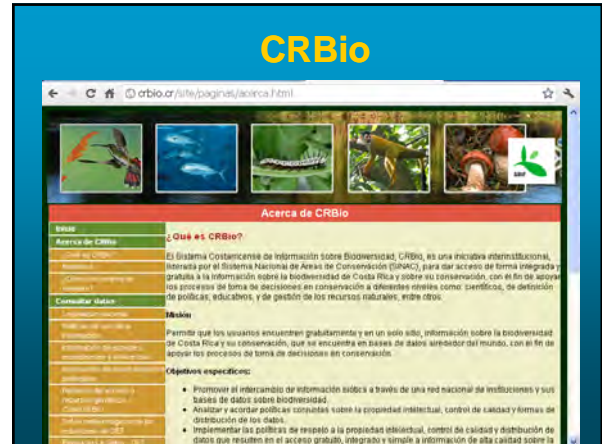 CRBio
crbio.cr/site/paginas/acerca.html
Acerca de CRBio
Inicio
Acerca de CRBio
¿Qué es CRBio?
Consultar datos
¿Qué es CRBio?
El Sistema Costarricense de Información sobre Biodiversidad, CRBio, es una iniciativa interinstitucional,
liderada por el Sistema Nacional de Áreas de Conservación (SINAC), para dar acceso de forma integrada y
gratuita a la información sobre la biodiversidad de Costa Rica y sobre su conservación, con el fin de apoyar
los procesos de toma de decisiones en conservación a diferentes niveles como: científicos, de definición
de políticas, educativos, y de gestión de los recursos naturales, entre otros.
Misión
Permitir que los usuarios encuentren gratuitamente y en un solo sitio, información sobre la biodiversidad
de Costa Rica y su conservación, que se encuentra en bases de datos alrededor del mundo, con el fin de
apoyar los procesos de toma de decisiones en conservación.
Objetivos específicos:
Promover el intercambio de información biótica a través de una red nacional de instituciones y sus
bases de datos sobre biodiversidad.
Analizar y acordar políticas conjuntas sobre la propiedad intelectual, control de calidad y formas de
distribución de los datos.
Implementar las políticas de respeto a la propiedad intelectual, control de calidad y distribución de
datos que resulten en el acceso gratuito, integrado y simple a información de alta calidad sobre la